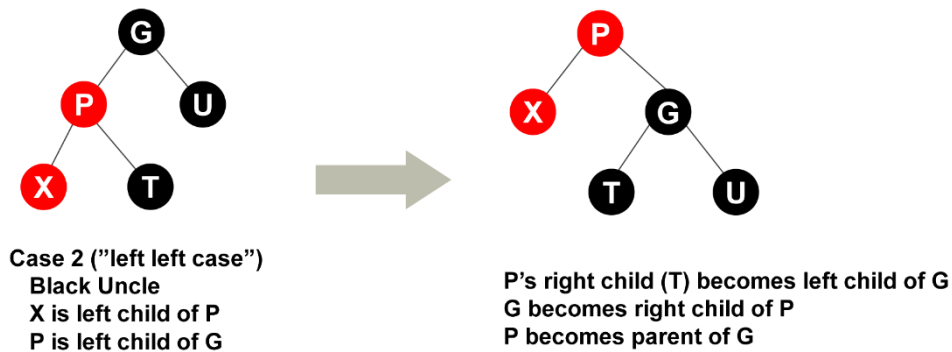 G
P
U
X
T
P
X
G
T
U
Case 2 (”left left case”)
Black Uncle
X is left child of P
P is left child of G
P’s right child (T) becomes left child of G
G becomes right child of P
P becomes parent of G